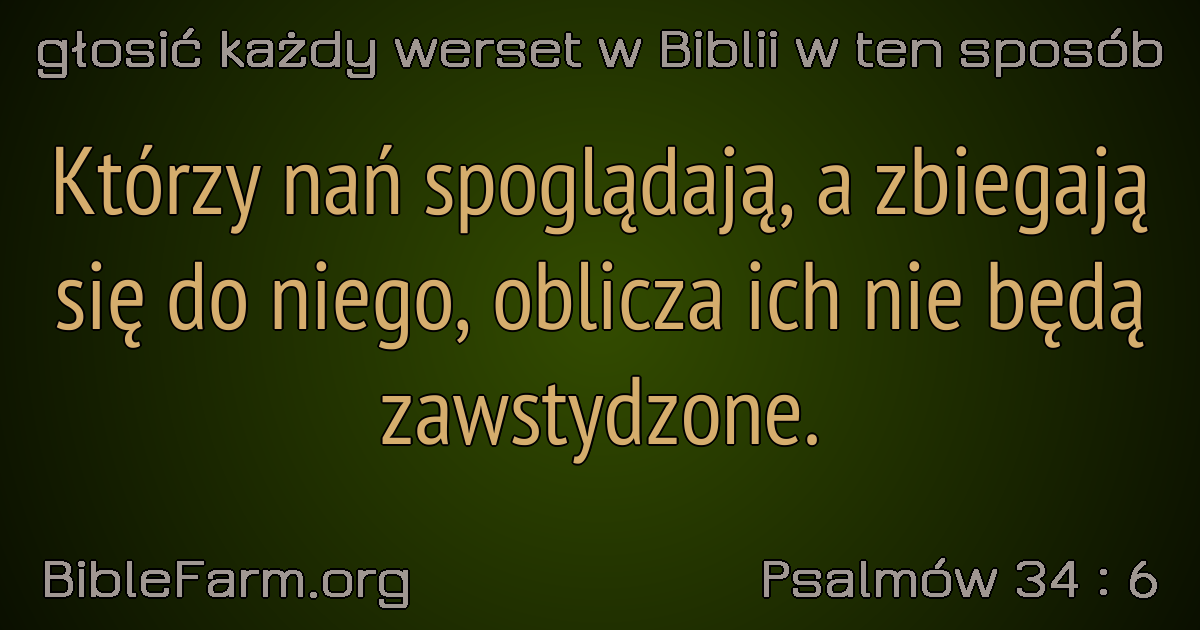 głosić każdy werset w Biblii w ten sposób
Którzy nań spoglądają, a zbiegają
się do niego, oblicza ich nie będą
zawstydzone.
BibleFarm.org
Psalmów 34 : 6